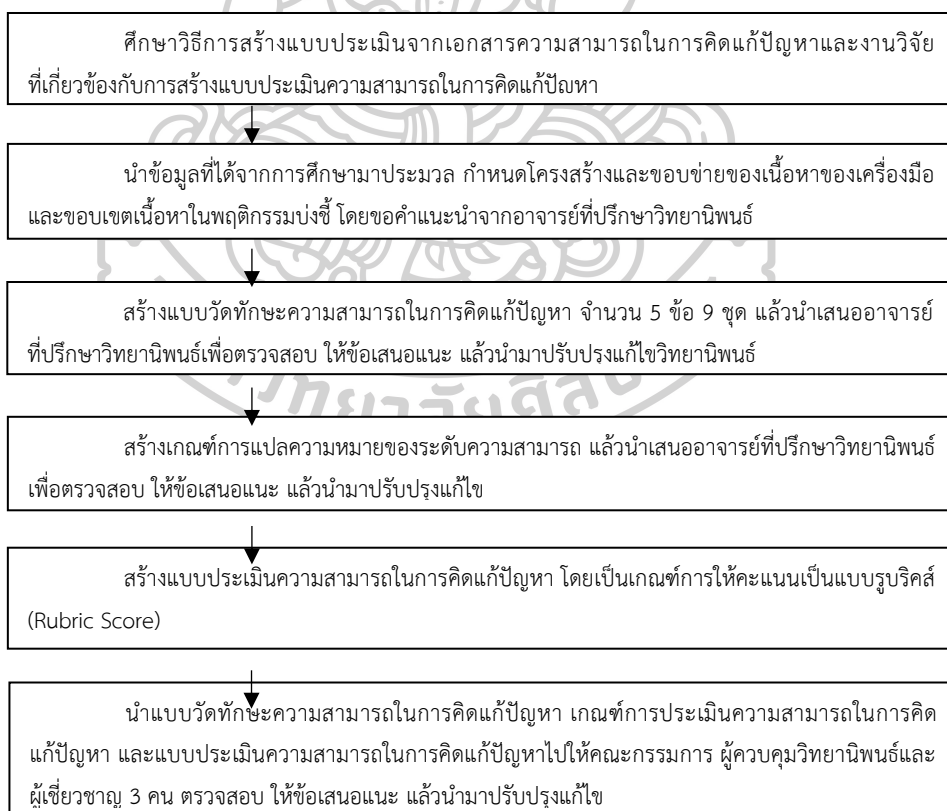 ศึกษาวิธีการสร้างแบบประเมินจากเอกสารความสามารถในการคิดแก้ปัญหาและงานวิจัย
ที่เกี่ยวข้องกับการสร้างแบบประเมินความสามารถในการคิดแก้ปัญหา
นำข้อมูลที่ได้จากการศึกษามาประมวล กำหนดโครงสร้างและขอบข่ายของเนื้อหาของเครื่องมือ
และขอบเขตเนื้อหาในพฤติกรรมบ่งชี้ โดยขอคำแนะนำจากอาจารย์ที่ปรึกษาวิทยานิพนธ์
สร้างแบบวัดทักษะความสามารถในการคิดแก้ปัญหา จำนวน 5 ข้อ 9 ชุด แล้วนำเสนออาจารย์
ที่ปรึกษาวิทยานิพนธ์เพื่อตรวจสอบ ให้ข้อเสนอแนะ แล้วนำมาปรับปรุงแก้ไขวิทยานิพนธ์
สร้างเกณฑ์การแปลความหมายของระดับความสามารถ แล้วนำเสนออาจารย์ที่ปรึกษาวิทยานิพนธ์
เพื่อตรวจสอบ ให้ข้อเสนอแนะ แล้วนำมาปรับปรุงแก้ไข
สร้างแบบประเมินความสามารถในการคิดแก้ปัญหา โดยเป็นเกณฑ์การให้คะแนนเป็นแบบรูบริคส์
(Rubric Score)
นำแบบวัดทักษะความสามารถในการคิดแก้ปัญหา เกณฑ์การประเมินความสามารถในการคิด
แก้ปัญหา และแบบประเมินความสามารถในการคิดแก้ปัญหาไปให้คณะกรรมการ ผู้ควบคุมวิทยานิพนธ์และ
ผู้เชี่ยวชาญ 3 คน ตรวจสอบ ให้ข้อเสนอแนะ แล้วนำมาปรับปรุงแก้ไข